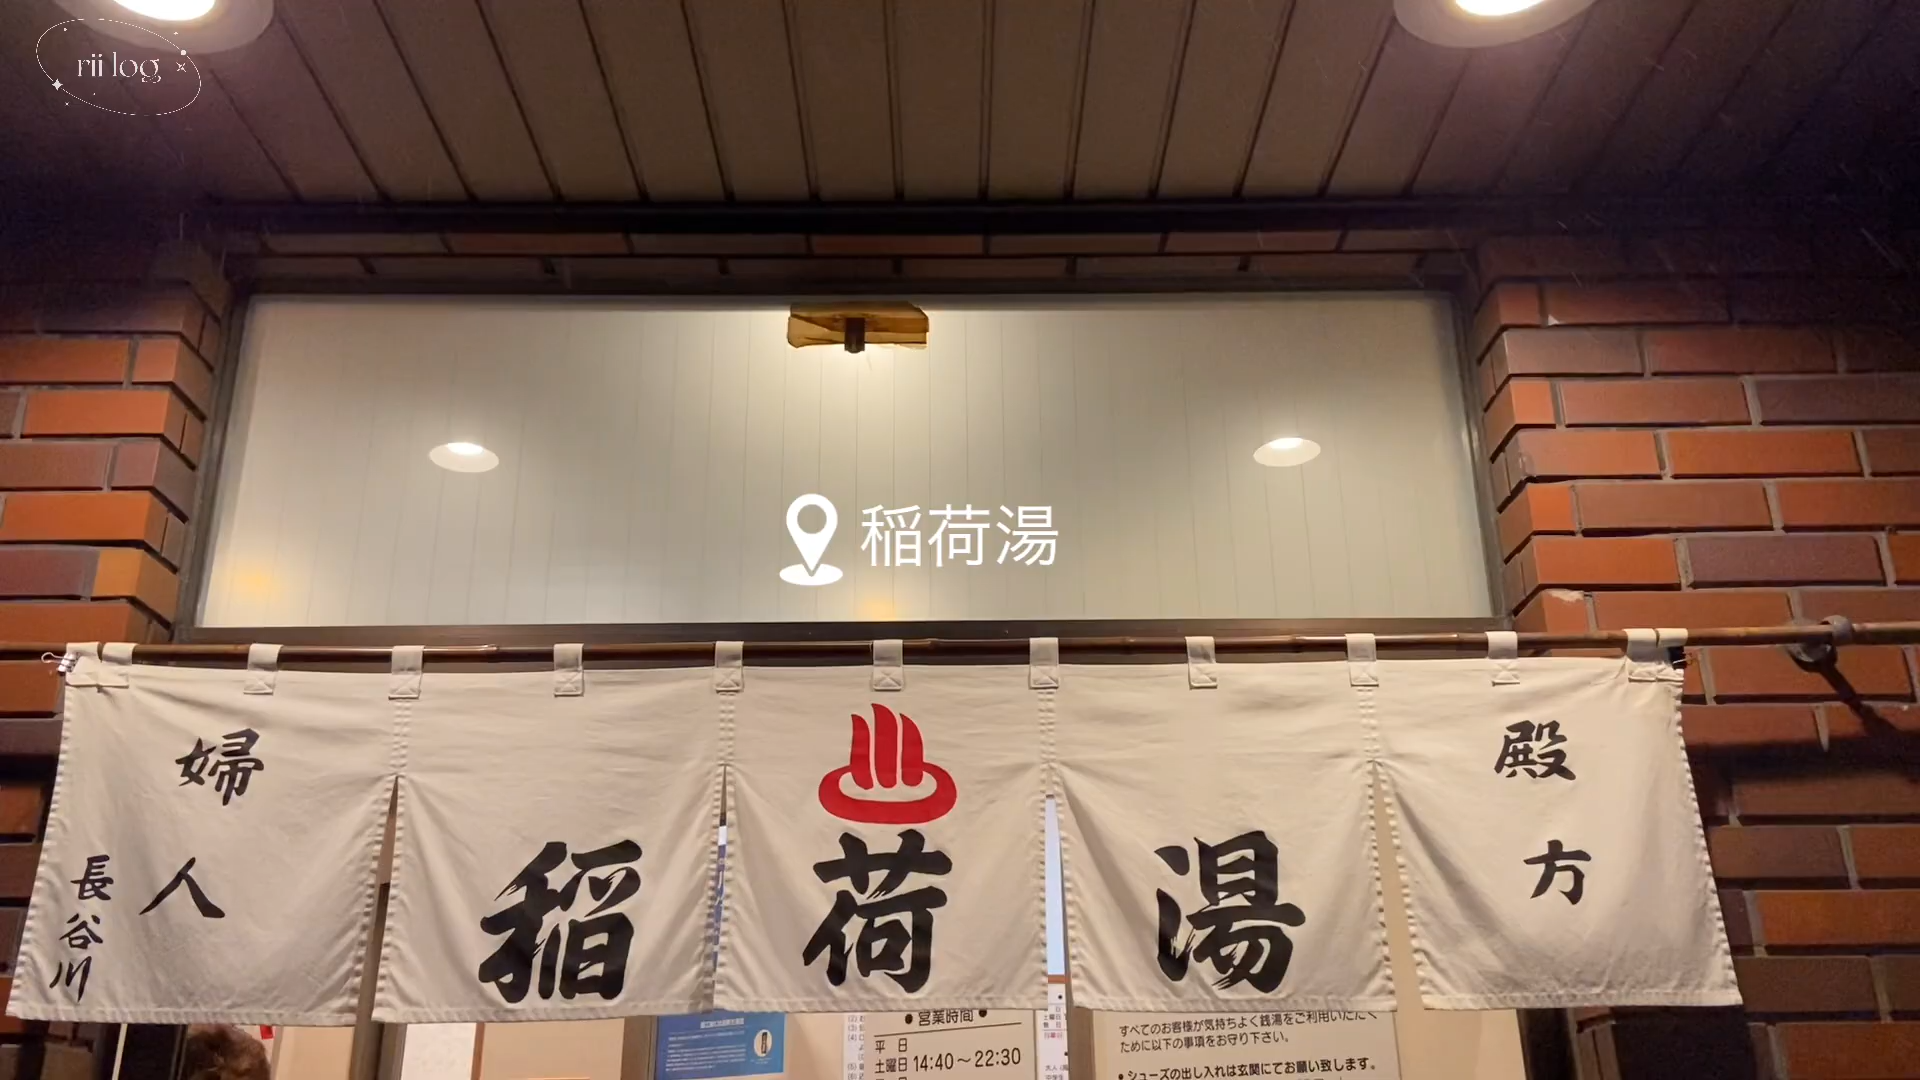 rii log
稲荷湯
婦人
長谷川
稲荷湯
殿方
●営業時間●
平 日
土曜日 14:40~22:30
すべてのお客様が気持ちよく銭湯をご利用いただく
ために以下の事項をお守り下さい。
●シューズの出し入れは玄関にてお願い致します。